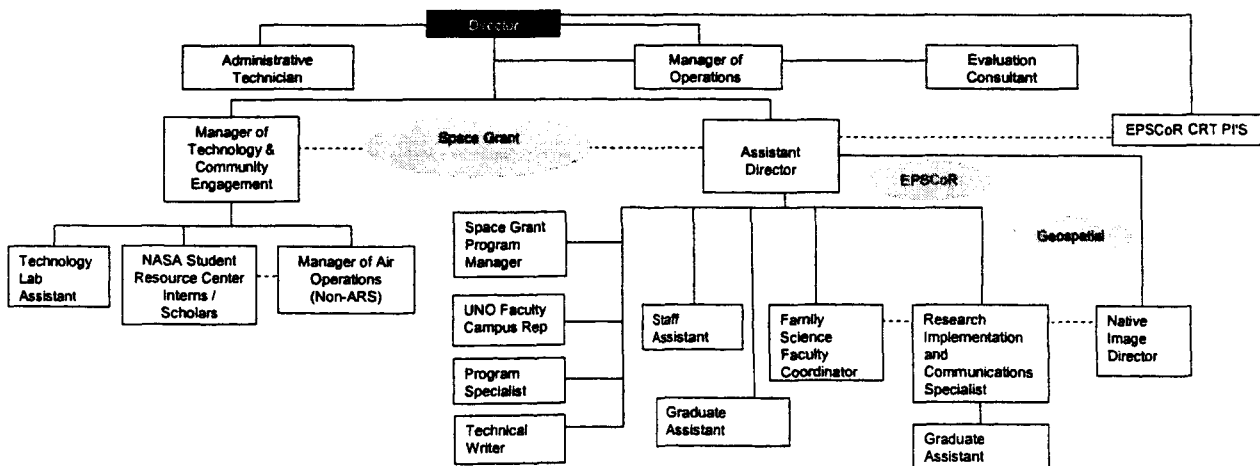 Director
Administrative
Technician
Manager of
Operations
Evaluation
Consultant
Manager of
Technology &
Community
Engagement
Space Grant
Assistant
Director
EPSCoR CRT PI'S
EPSCoR
Geospatial
Technology
Lab
Assistant
NASA Student
Resource Center
Interns /
Scholars
Manager of Air
Operations
(Non-ARS)
Space Grant
Program
Manager
UNO Faculty
Campus Rep
Program
Specialist
Technical
Writer
Staff
Assistant
Graduate
Assistant
Family
Science
Faculty
Coordinator
Research
Implementation
and
Communications
Specialist
Graduate
Assistant
Native
Image
Director